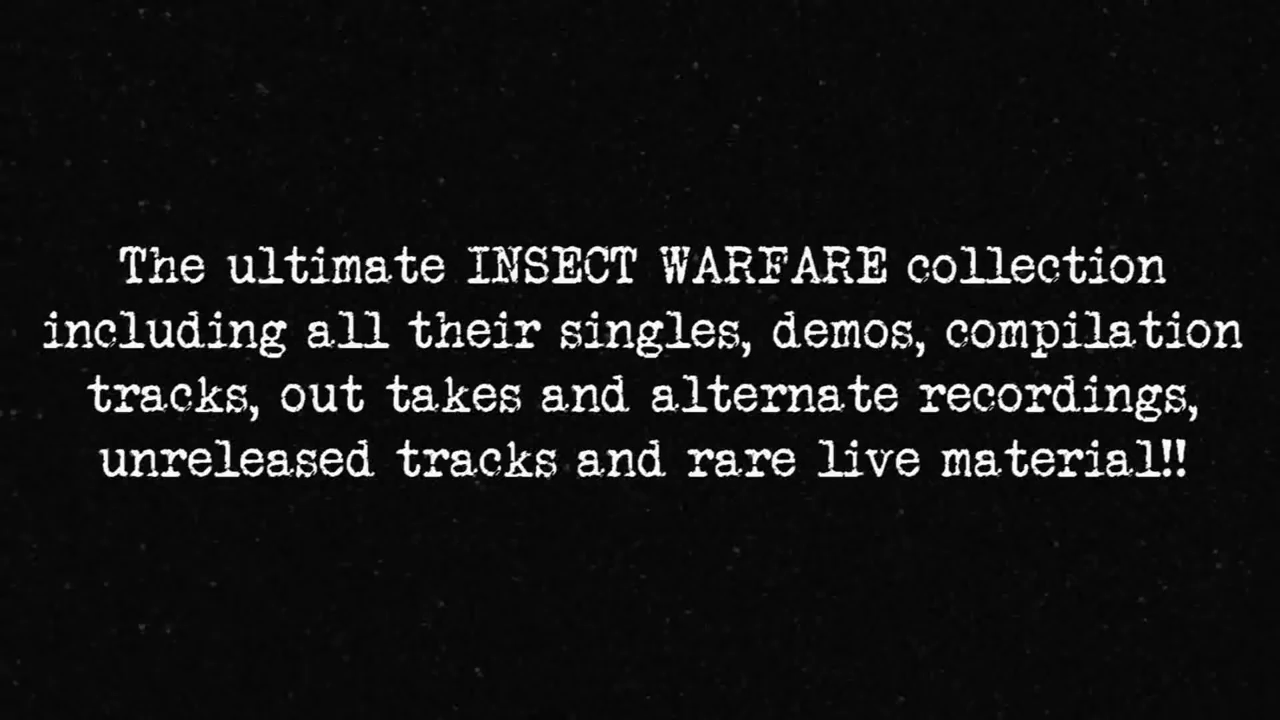 The ultimate INSECT WARFARE collection
including all their singles, demos, compilation
tracks, out takes and alternate recordings,
unreleased tracks and rare live material!!